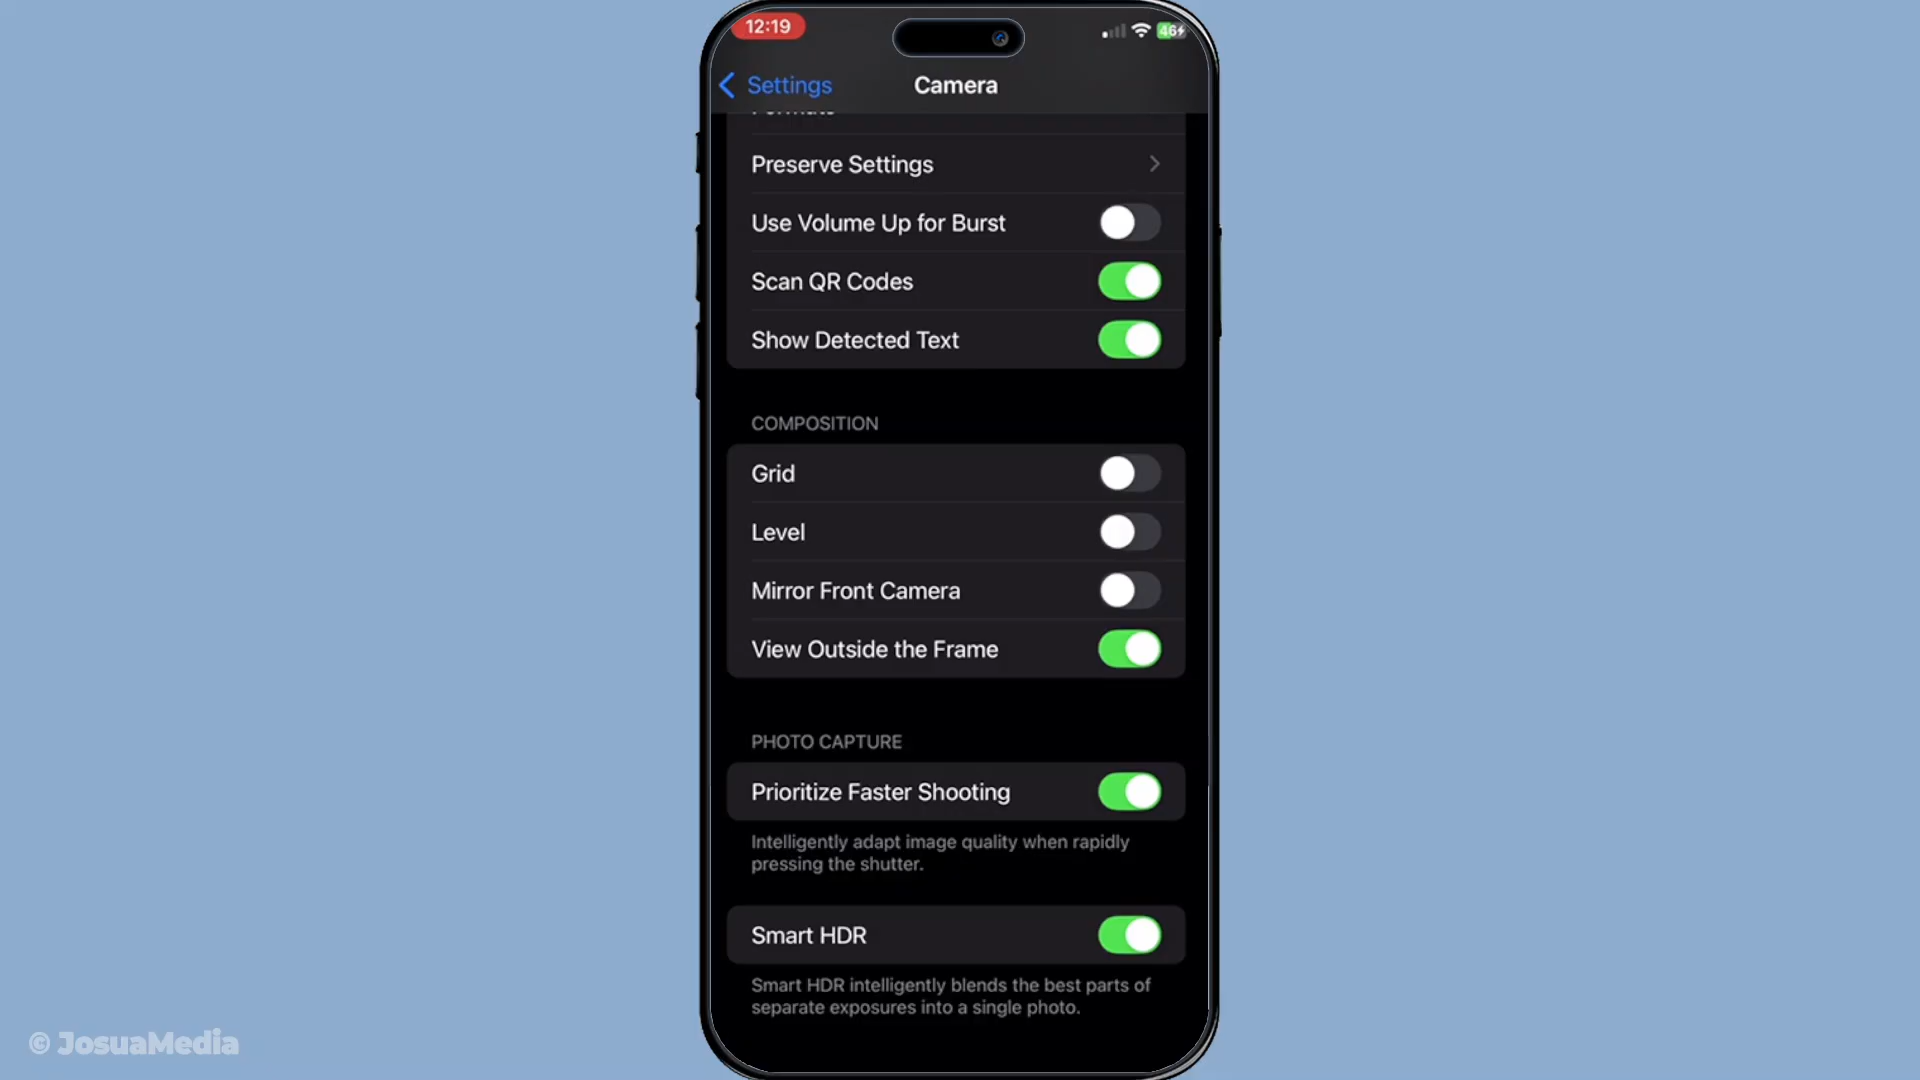 12:19
46
Settings
Camera
Formats
Preserve Settings
Use Volume Up for Burst
Scan QR Codes
Show Detected Text
COMPOSITION
Grid
Level
Mirror Front Camera
View Outside the Frame
PHOTO CAPTURE
Prioritize Faster Shooting
Intelligently adapt image quality when rapidly
pressing the shutter.
Smart HDR
Smart HDR intelligently blends the best parts of
separate exposures into a single photo.
© JosuaMedia